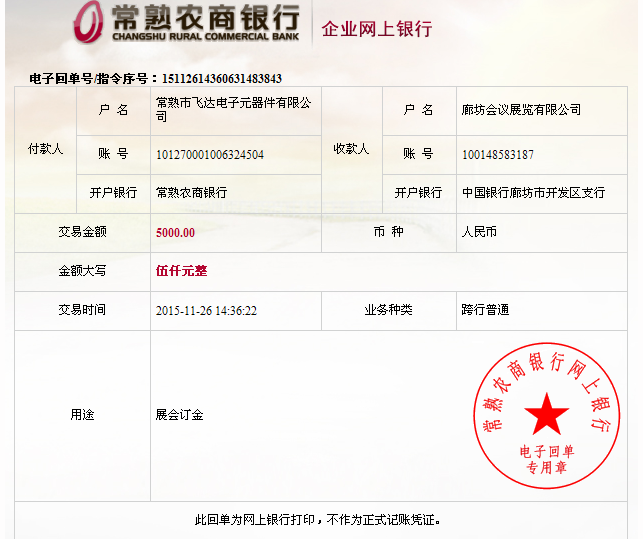 常熟农商银行
CHANGSHU RURAL COMMERCIAL BANK
企业网上银行
电子回单号/指令序号：15112614360631483843
付款人
户 名
常熟市飞达电子元器件有限公
司
收款人
户 名
廊坊会议展览有限公司
账 号
101270001006324504
账 号
100148583187
开户银行
常熟农商银行
开户银行
中国银行廊坊市开发区支行
交易金额
5000.00
币 种
人民币
金额大写
伍仟元整
交易时间
2015-11-26 14:36:22
业务种类
跨行普通
用途
展会订金
常熟农商银行网上银行
电子回单
专用章
此回单为网上银行打印，不作为正式记账凭证。